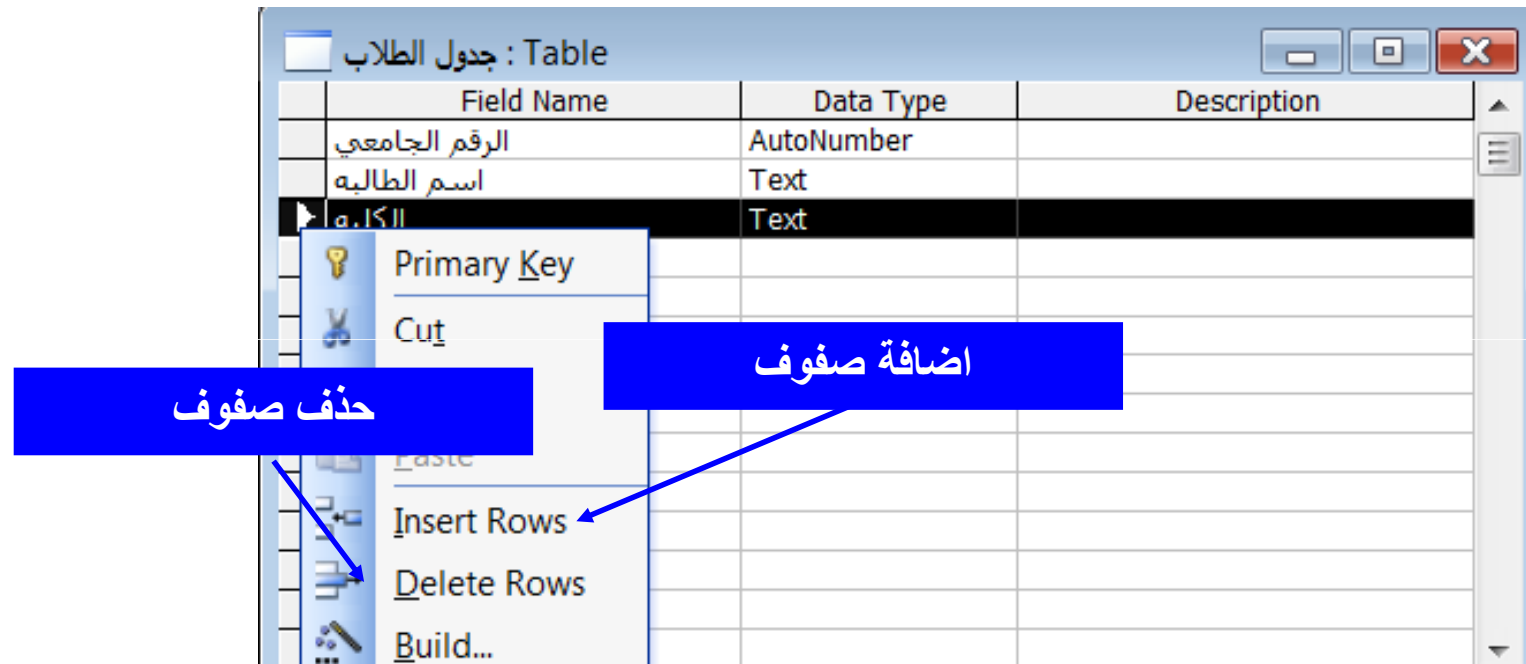 جدول الطلاب : Table
Field Name Data Type Description
الرقم الجامعي AutoNumber
اسم الطالبه Text
الكليه Text
Primary Key
Cut
اضافة صفوف
حذف صفوف
Paste
Insert Rows
Delete Rows
Build...